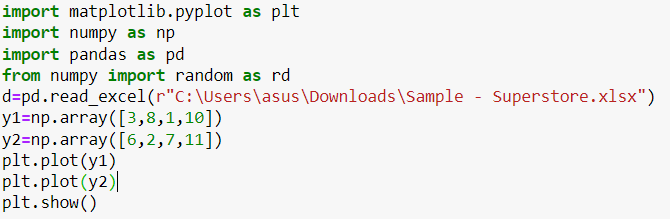 import matplotlib.pyplot as plt
import numpy as np
import pandas as pd
from numpy import random as rd
d=pd.read_excel(r"C:\Users\asus\Downloads\Sample - Superstore.xlsx")
y1=np.array([3,8,1,10])
y2=np.array([6,2,7,11])
plt.plot(y1)
plt.plot(y2)
plt.show()